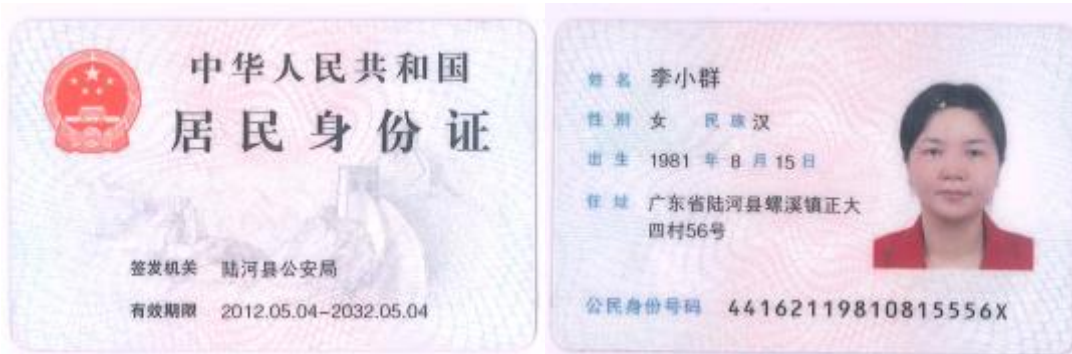 中华人民共和国
居民身份证
签发机关 陆河县公安局
有效期限 2012.05.04-2032.05.04
姓名 李小群
性别 女 民族 汉
出生 1981 年 8 月 15 日
住址 广东省陆河县螺溪镇正大
四村56号
公民身份号码 44162119810815556X